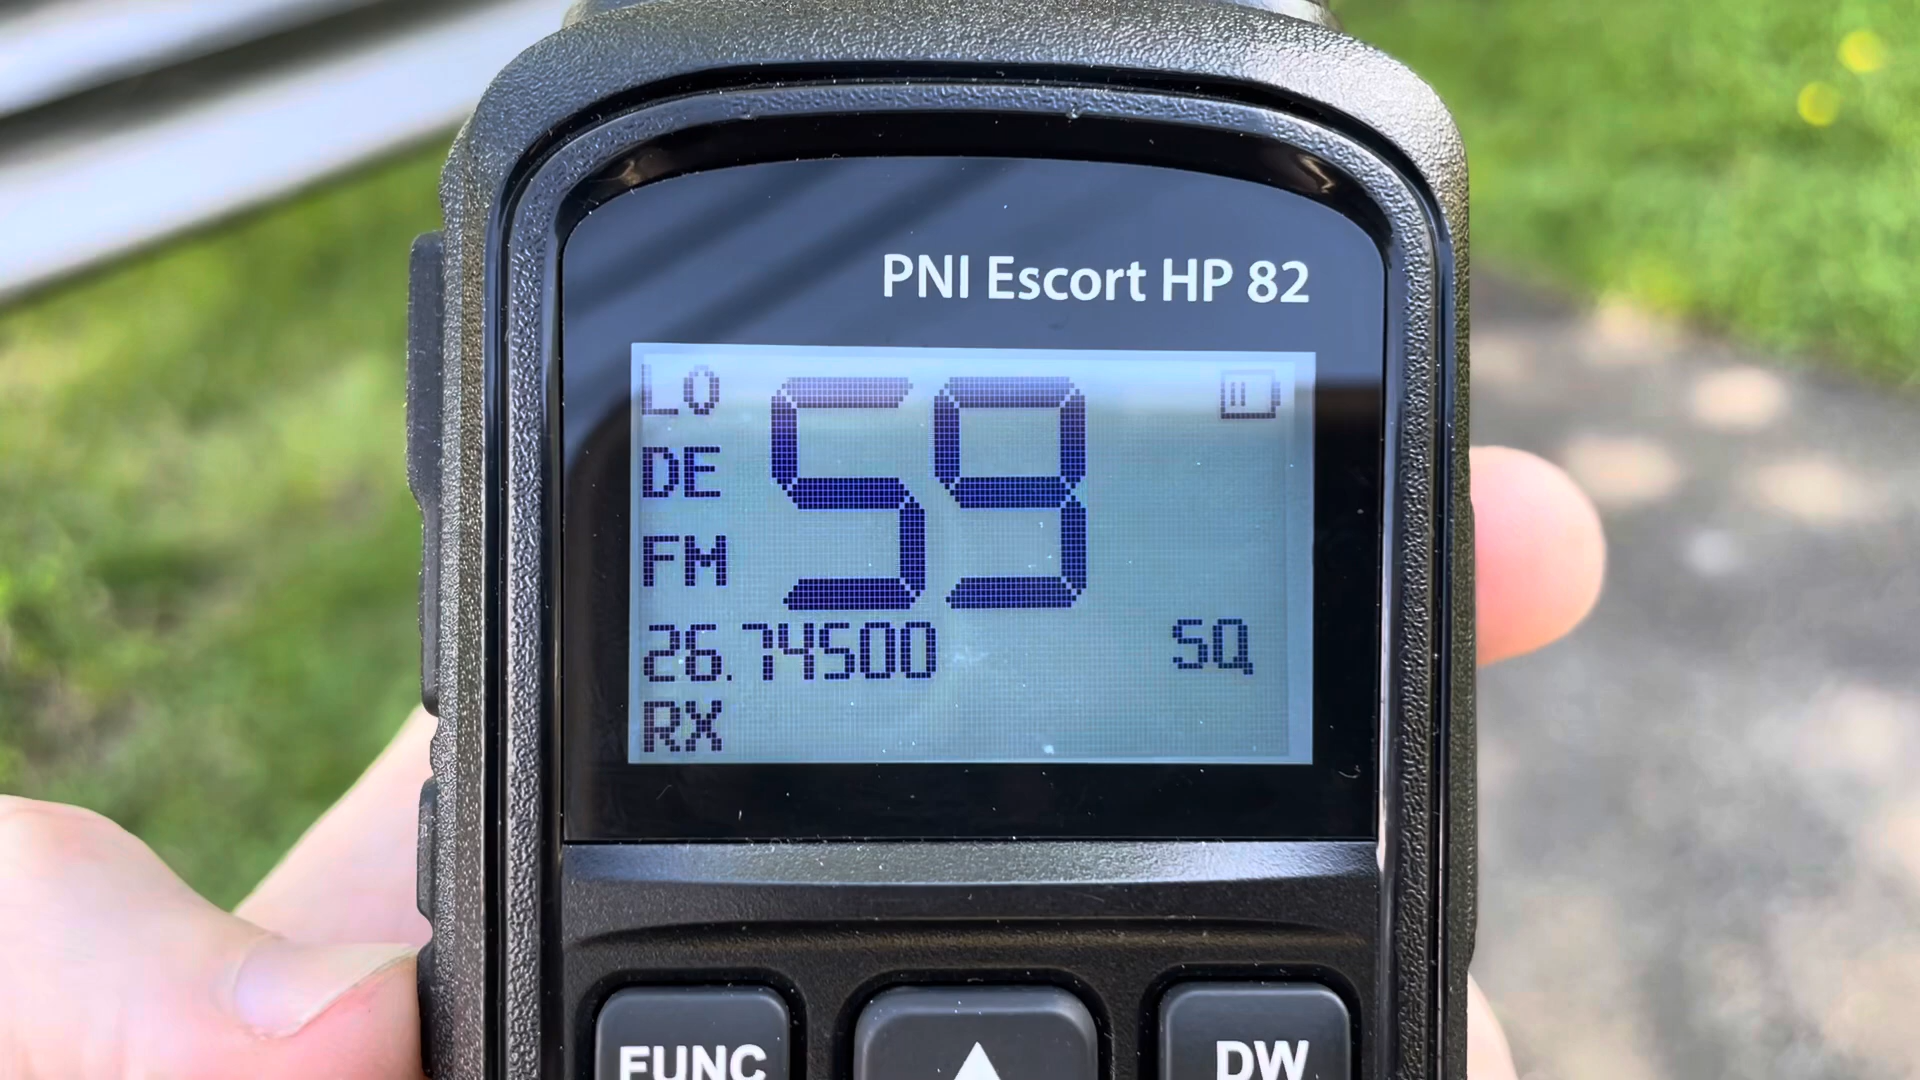 PNI Escort HP 82
LO 59
DE
FM
26.74500 SQ
RX
FUNC ▲ DW